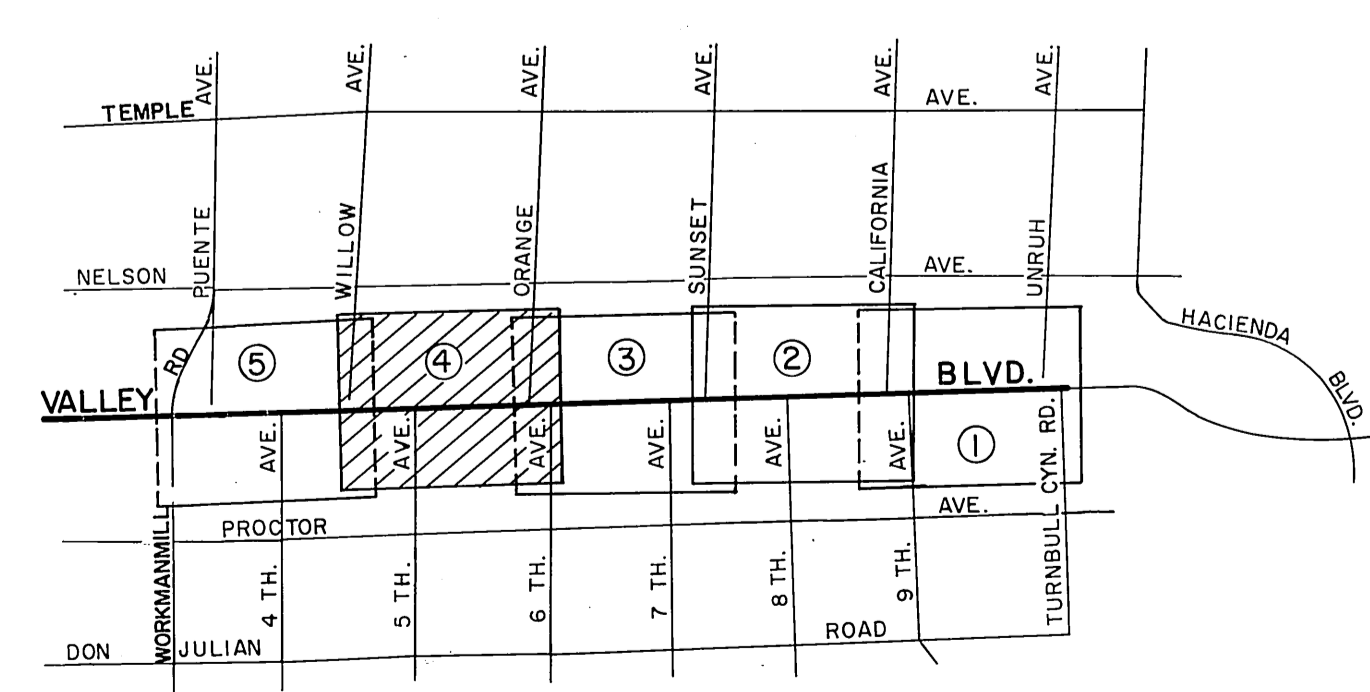 AVE.
AVE.
AVE.
AVE.
AVE.
AVE.
TEMPLE
AVE.
PUENTE
WILLOW
ORANGE
SUNSET
CALIFORNIA
UNRUH
NELSON
AVE.
HACIENDA
BLVD.
RD
5
4
3
2
VALLEY
BLVD.
AVE.
AVE.
AVE.
AVE.
AVE.
AVE.
1
TURNBULL CYN. RD.
PROCTOR
AVE.
WORKMANMILL
4 TH.
5 TH.
6 TH.
7 TH.
8 TH.
9 TH.
DON
JULIAN
ROAD